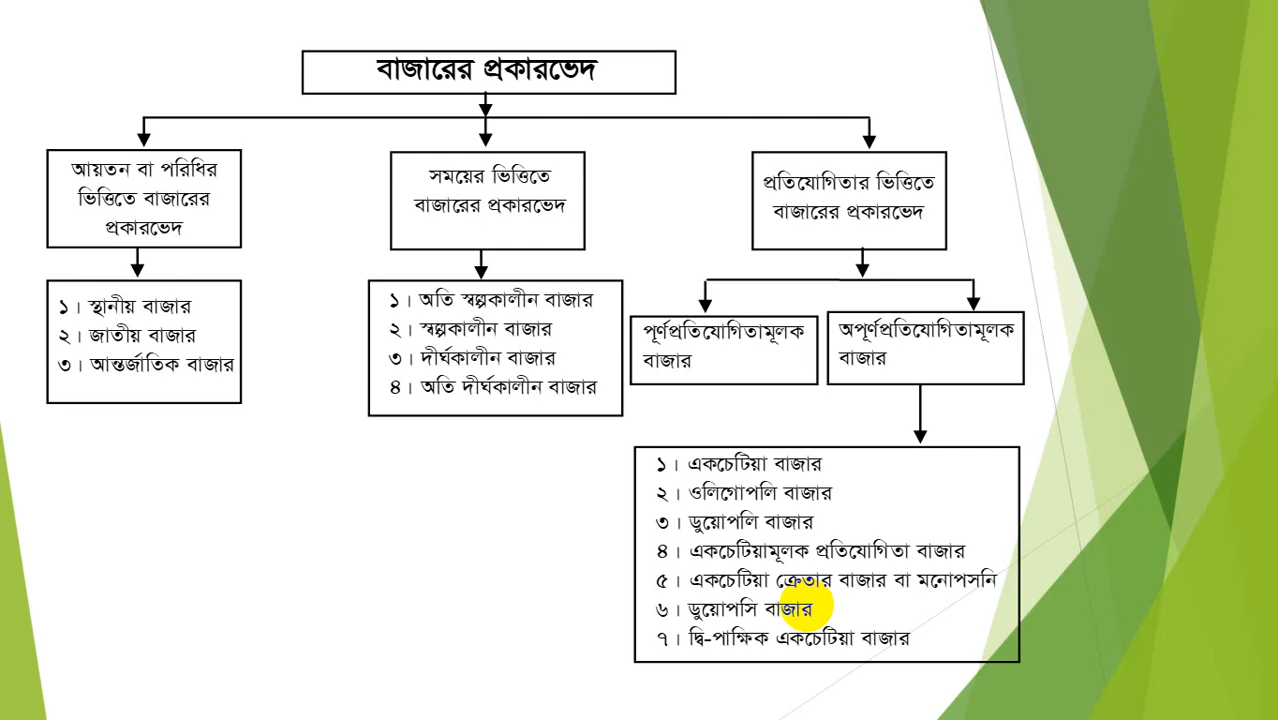 বাজারের প্রকারভেদ
আয়তন বা পরিধির
ভিত্তিতে বাজারের
প্রকারভেদ
সময়ের ভিত্তিতে
বাজারের প্রকারভেদ
প্রতিযোগিতার ভিত্তিতে
বাজারের প্রকারভেদ
১। স্থানীয় বাজার
২। জাতীয় বাজার
৩। আন্তর্জাতিক বাজার
১। অতি স্বল্পকালীন বাজার
২। স্বল্পকালীন বাজার
৩। দীর্ঘকালীন বাজার
৪। অতি দীর্ঘকালীন বাজার
পূর্ণপ্রতিযোগিতামূলক
বাজার
অপূর্ণপ্রতিযোগিতামূলক
বাজার
১। একচেটিয়া বাজার
২। ওলিগোপলি বাজার
৩। ডুয়োপলি বাজার
৪। একচেটিয়ামূলক প্রতিযোগিতা বাজার
৫। একচেটিয়া ক্রেতার বাজার বা মনোপসনি
৬। ডুয়োপসি বাজার
৭। দ্বি-পাক্ষিক একচেটিয়া বাজার